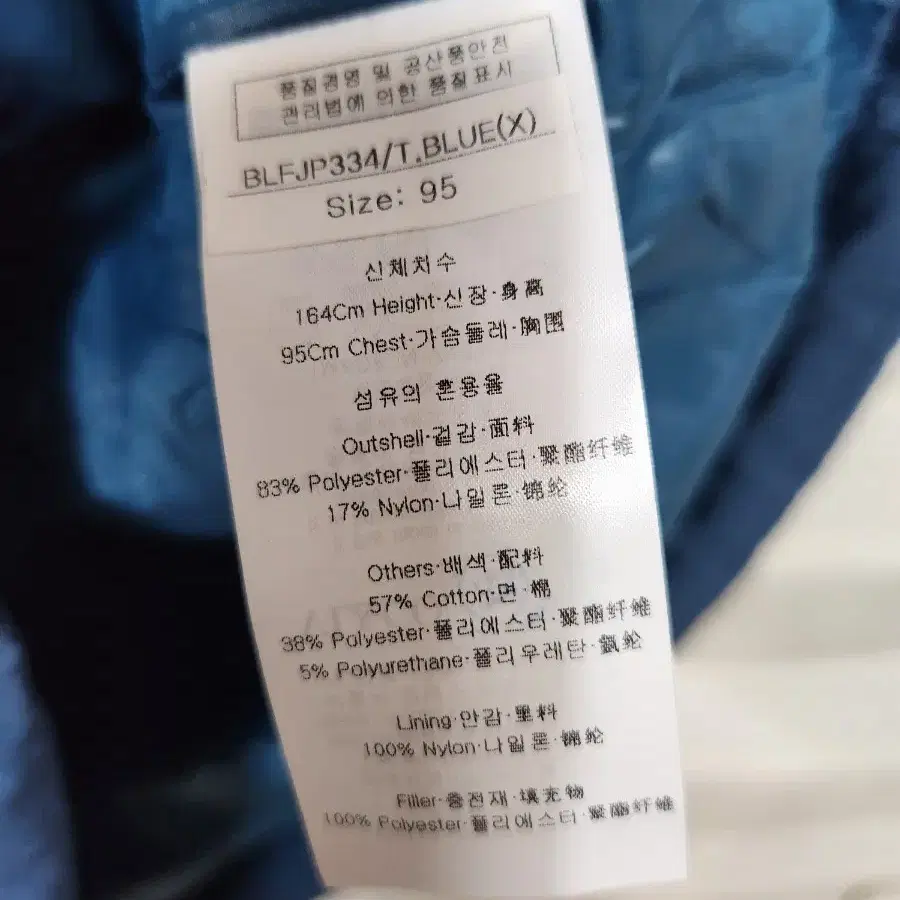 품질경영 및 공산품안전
관리법에 의한 품질표시
BLFJP334/T.BLUE(X)
Size: 95
신체치수
164Cm Height·신장·身高
95Cm Chest·가슴둘레·胸围
섬유의 혼용율
Outshell·겉감·面料
83% Polyester·폴리에스터·聚酯纤维
17% Nylon·나일론·锦纶
Others·배색·配料
57% Cotton·면·棉
38% Polyester·폴리에스터·聚酯纤维
5% Polyurethane·폴리우레탄·氨纶
Lining·안감·里料
100% Nylon·나일론·锦纶
Filler·충전재·填充物
100% Polyester·폴리에스터·聚酯纤维